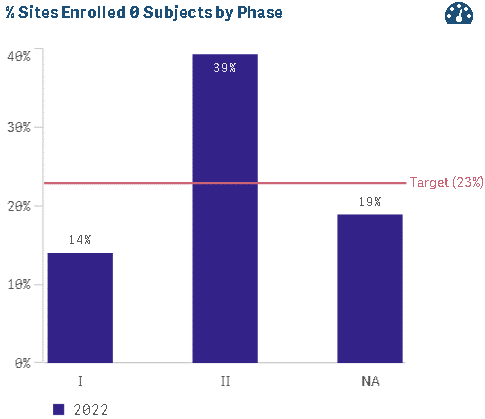 % Sites Enrolled 0 Subjects by Phase
40%
39%
30%
Target (23%)
20%
19%
14%
10%
0%
I
II
NA
2022